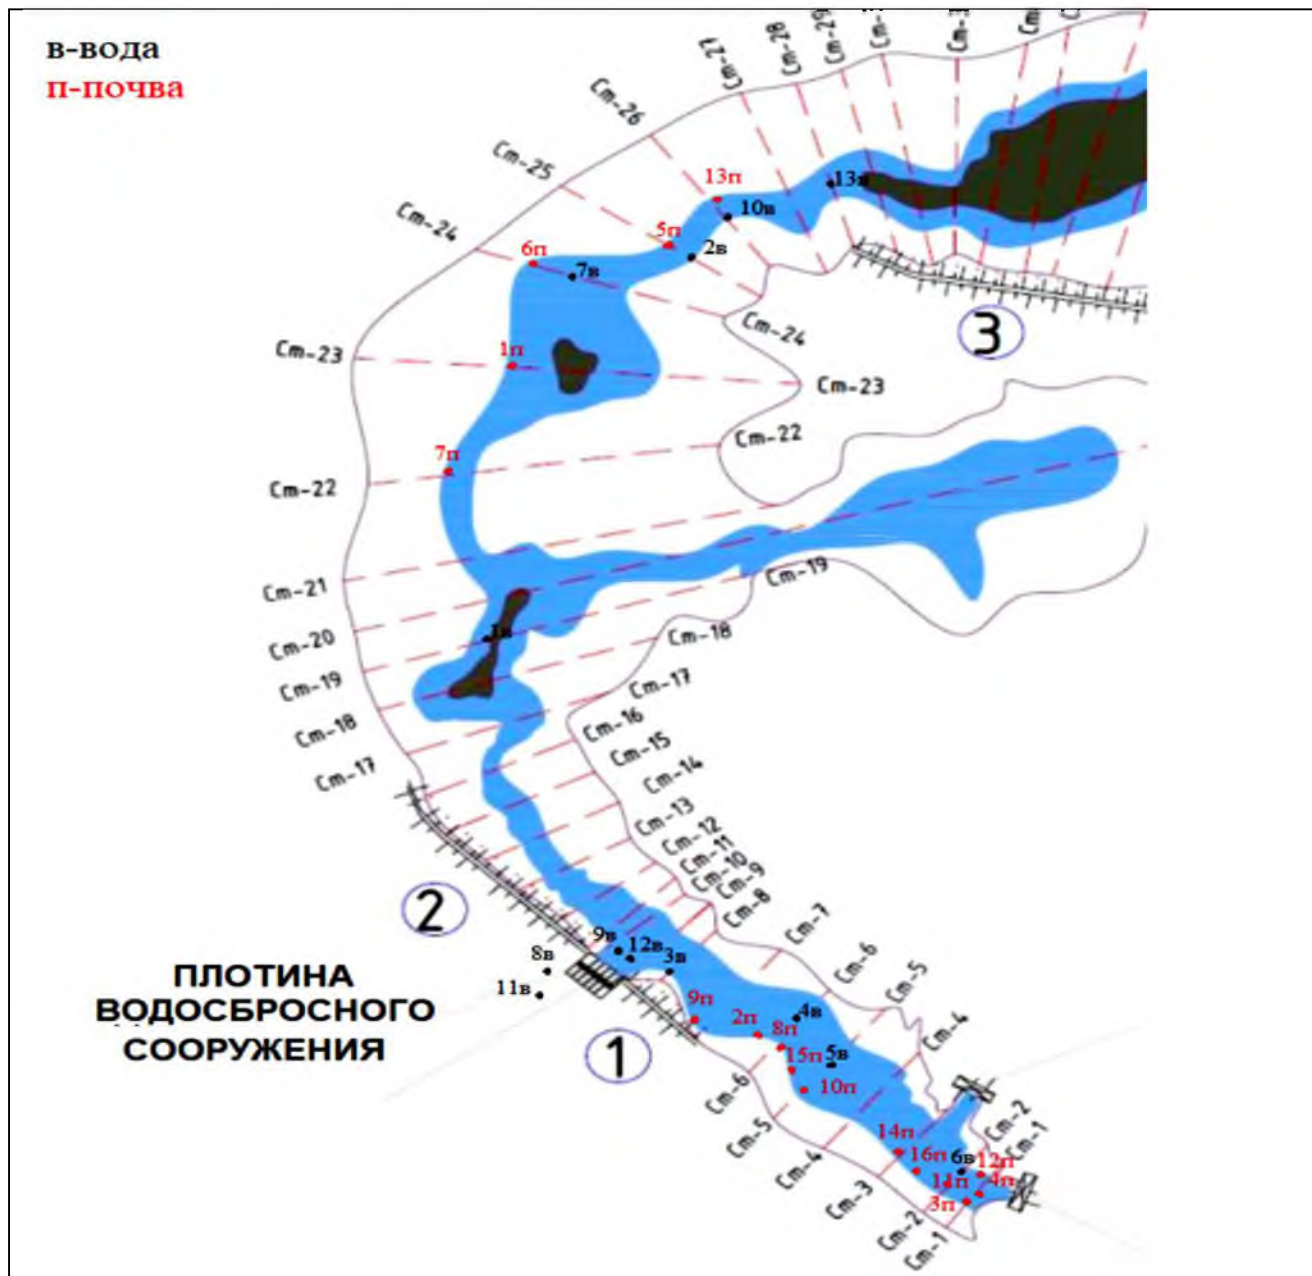 в-вода
п-почва
Ст-26
Ст-27
Ст-28
Ст-29
Ст-25
Ст-24
13п
10в
13в
5п
2в
6п
7в
Ст-24
3
Ст-23
1п
Ст-23
Ст-22
7п
Ст-22
Ст-21
Ст-19
Ст-20
1в
Ст-18
Ст-19
Ст-17
Ст-18
Ст-16
Ст-17
Ст-15
Ст-14
Ст-13
Ст-12
Ст-11
Ст-10
Ст-9
Ст-8
2
Ст-7
Ст-6
Ст-5
Ст-4
9в
12в
3в
8в
11в
ПЛОТИНА
ВОДОСБРОСНОГО
СООРУЖЕНИЯ
1
9п
2п
8п
4в
15п
5в
10п
Ст-6
Ст-5
Ст-4
Ст-3
Ст-2
Ст-1
14п
16п
6в
12п
11п
4п
3п
Ст-2
Ст-1